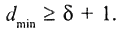 d_min ≥ δ + 1.